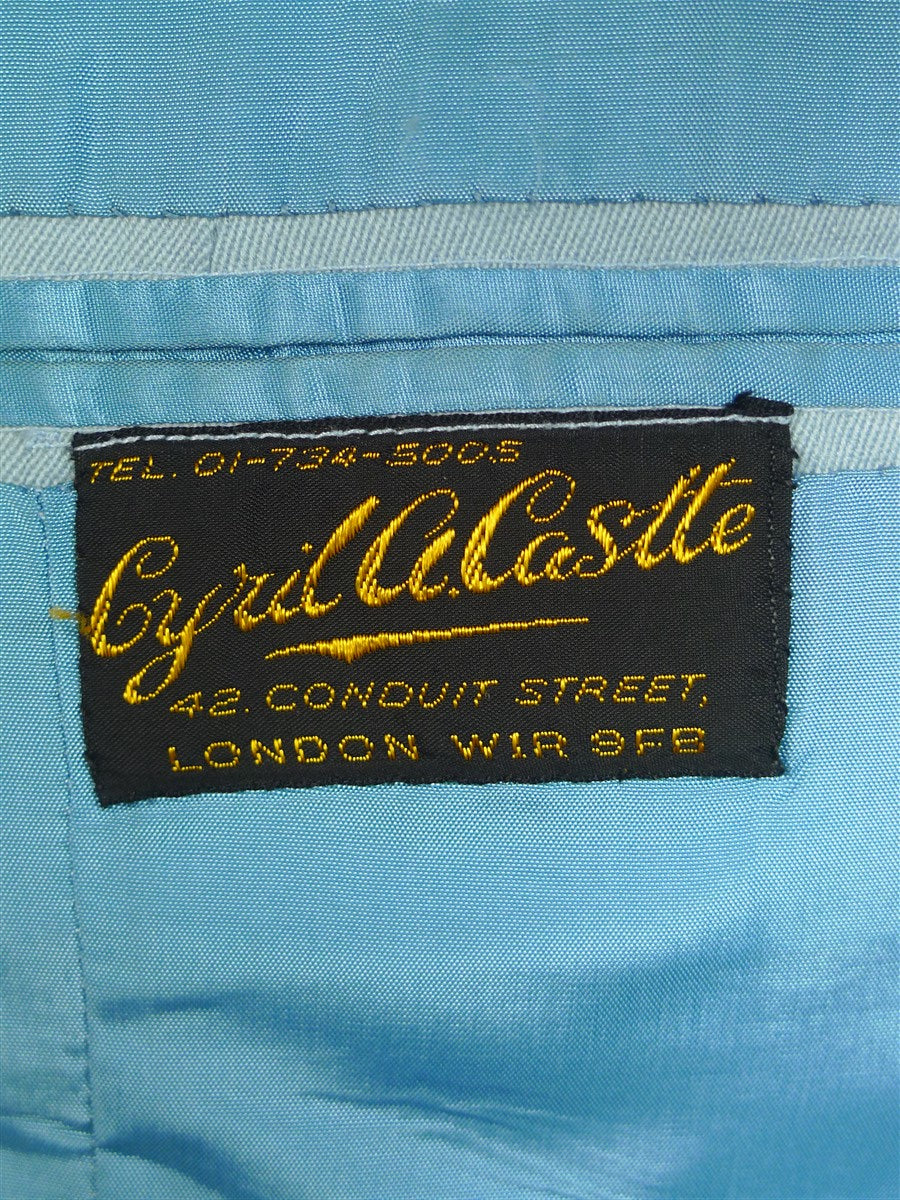 TEL. 01-734-5005
Cyril A. Castle
42. CONDUIT STREET,
LONDON W1R 9FB